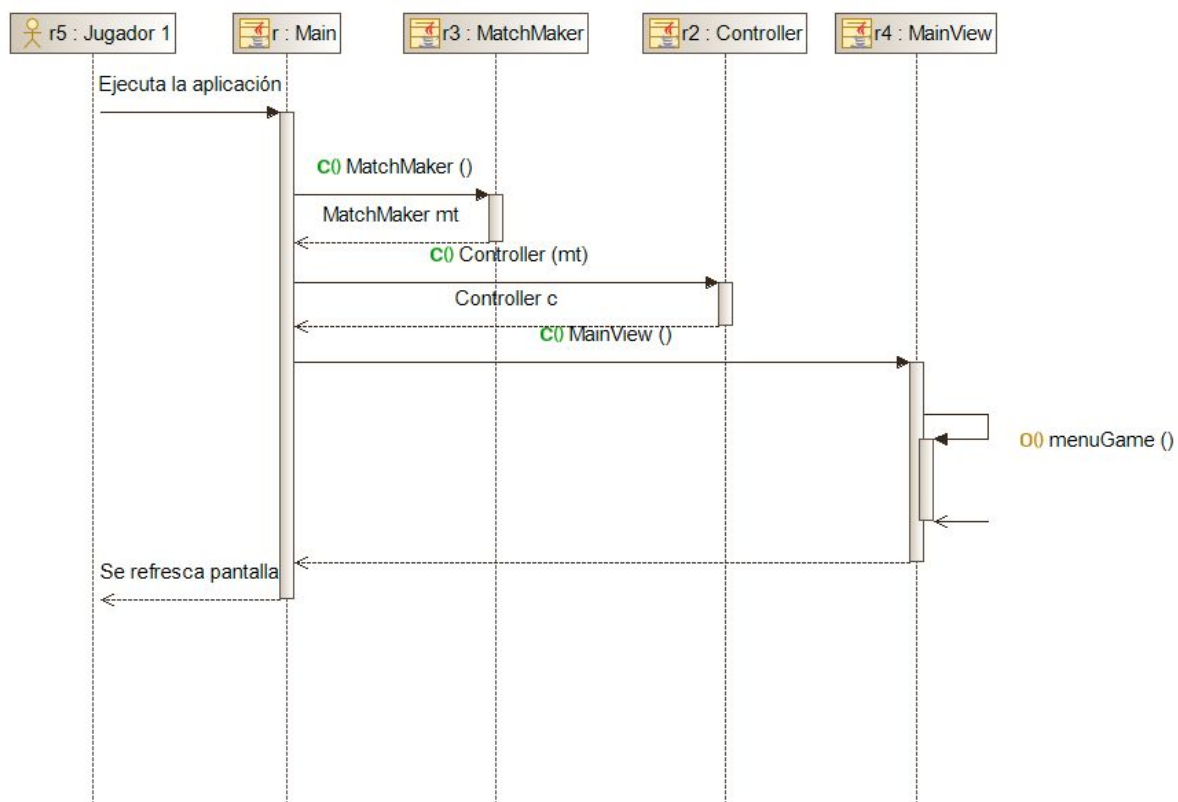 r5 : Jugador 1
r : Main
r3 : MatchMaker
r2 : Controller
r4 : MainView
Ejecuta la aplicación
C() MatchMaker ()
MatchMaker mt
C() Controller (mt)
Controller c
C() MainView ()
O() menuGame ()
Se refresca pantalla